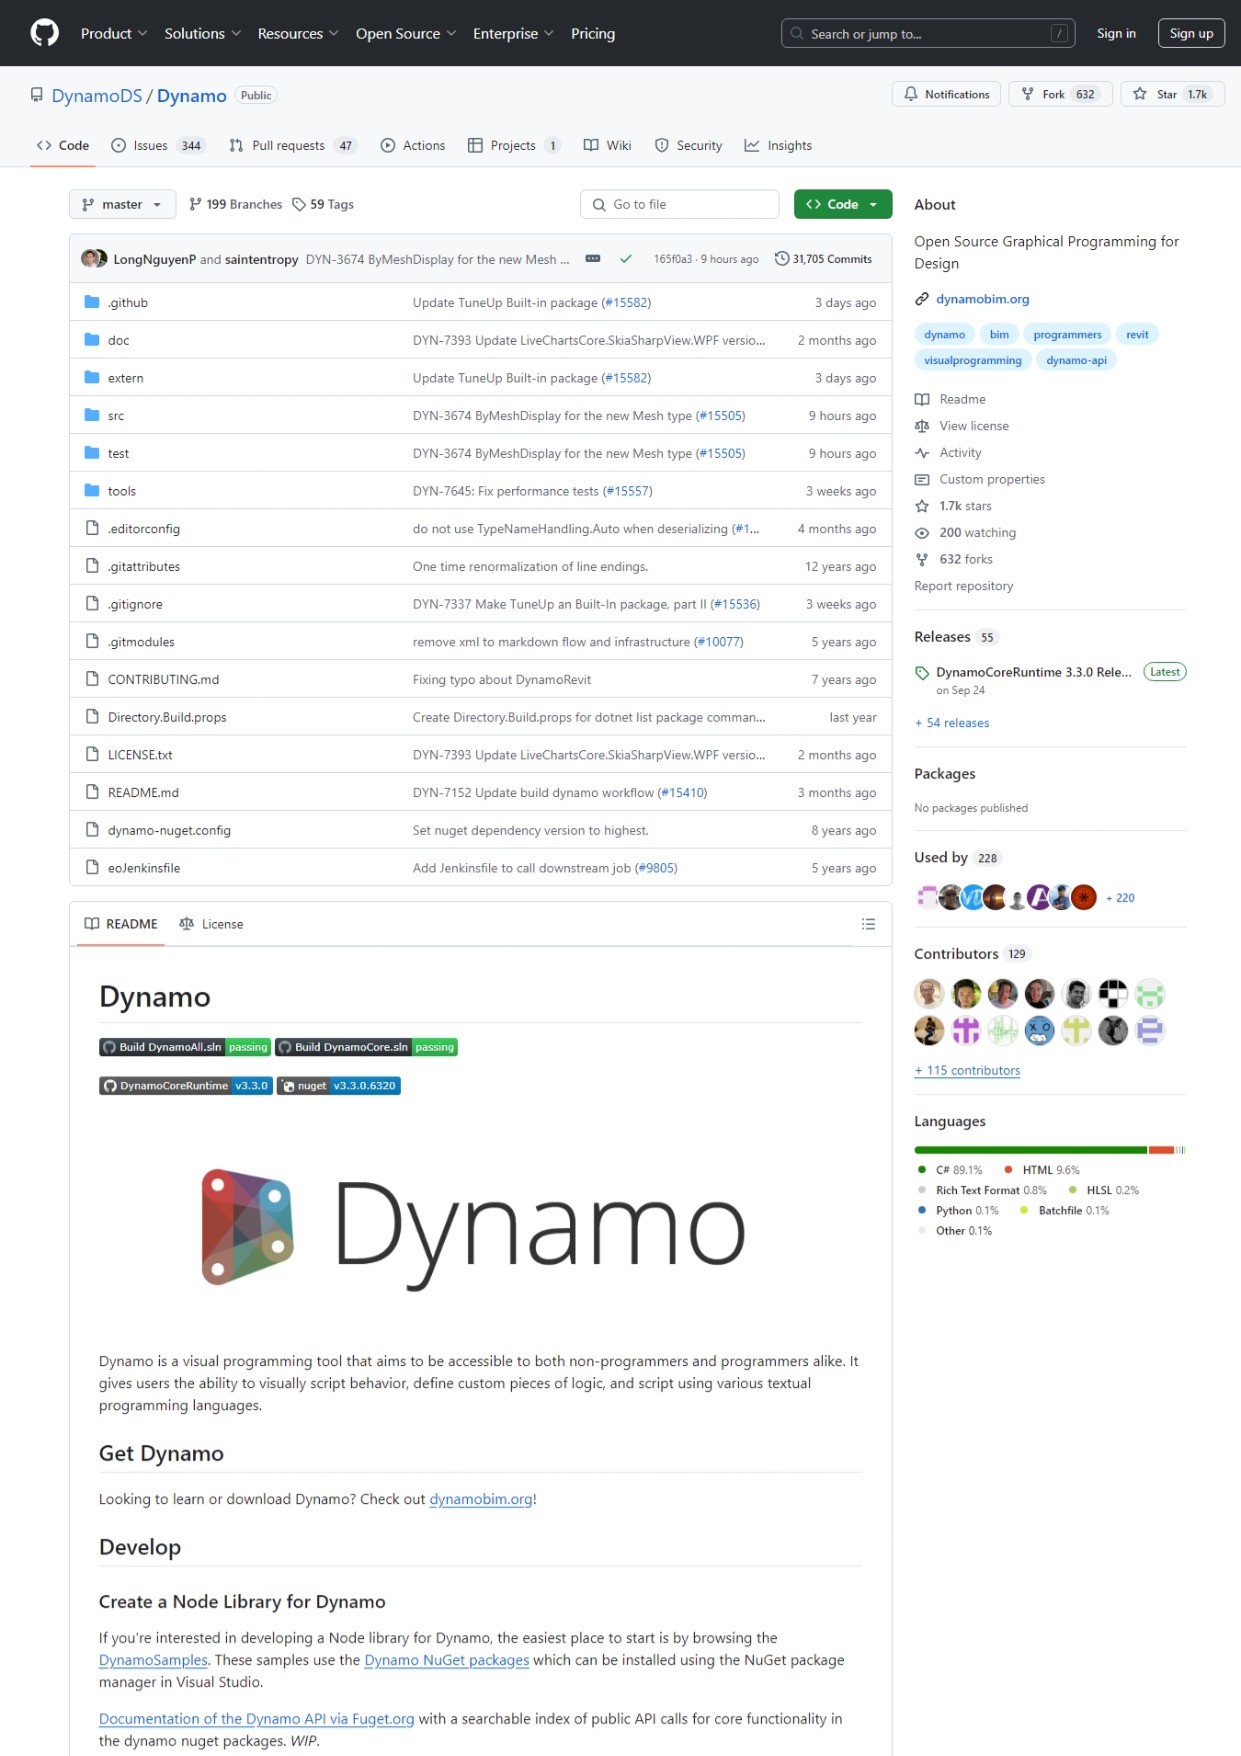 Product Solutions Resources Open Source Enterprise Pricing Search or jump to... / Sign in Sign up
DynamoDS / Dynamo Public Notifications Fork 632 Star 1.7k
Code Issues 344 Pull requests 47 Actions Projects 1 Wiki Security Insights
master 199 Branches 59 Tags Go to file Code
LongNguyenP and saintentropy DYN-3674 ByMeshDisplay for the new Mesh ... 165f0a3 · 9 hours ago 31,705 Commits
.github Update TuneUp Built-in package (#15582) 3 days ago
doc DYN-7393 Update LiveChartsCore.SkiaSharpView.WPF versio... 2 months ago
extern Update TuneUp Built-in package (#15582) 3 days ago
src DYN-3674 ByMeshDisplay for the new Mesh type (#15505) 9 hours ago
test DYN-3674 ByMeshDisplay for the new Mesh type (#15505) 9 hours ago
tools DYN-7645: Fix performance tests (#15557) 3 weeks ago
.editorconfig do not use TypeNameHandling.Auto when deserializing (#1... 4 months ago
.gitattributes One time renormalization of line endings. 12 years ago
.gitignore DYN-7337 Make TuneUp an Built-In package, part II (#15536) 3 weeks ago
.gitmodules remove xml to markdown flow and infrastructure (#10077) 5 years ago
CONTRIBUTING.md Fixing typo about DynamoRevit 7 years ago
Directory.Build.props Create Directory.Build.props for dotnet list package comman... last year
LICENSE.txt DYN-7393 Update LiveChartsCore.SkiaSharpView.WPF versio... 2 months ago
README.md DYN-7152 Update build dynamo workflow (#15410) 3 months ago
dynamo-nuget.config Set nuget dependency version to highest. 8 years ago
eoJenkinsfile Add Jenkinsfile to call downstream job (#9805) 5 years ago
README License
Dynamo
Build DynamoAll.sln passing Build DynamoCore.sln passing
DynamoCoreRuntime v3.3.0 nuget v3.3.0.6320
Dynamo
Dynamo is a visual programming tool that aims to be accessible to both non-programmers and programmers alike. It
gives users the ability to visually script behavior, define custom pieces of logic, and script using various textual
programming languages.
Get Dynamo
Looking to learn or download Dynamo? Check out dynamobim.org!
Develop
Create a Node Library for Dynamo
If you're interested in developing a Node library for Dynamo, the easiest place to start is by browsing the
DynamoSamples. These samples use the Dynamo NuGet packages which can be installed using the NuGet package
manager in Visual Studio.
Documentation of the Dynamo API via Fuget.org with a searchable index of public API calls for core functionality in
the dynamo nuget packages. WIP.
About
Open Source Graphical Programming for
Design
dynamobim.org
dynamo bim programmers revit
visualprogramming dynamo-api
Readme
View license
Activity
Custom properties
1.7k stars
200 watching
632 forks
Report repository
Releases 55
DynamoCoreRuntime 3.3.0 Rele... Latest
on Sep 24
+ 54 releases
Packages
No packages published
Used by 228
+ 220
Contributors 129
+ 115 contributors
Languages
C# 89.1% HTML 9.6%
Rich Text Format 0.8% HLSL 0.2%
Python 0.1% Batchfile 0.1%
Other 0.1%